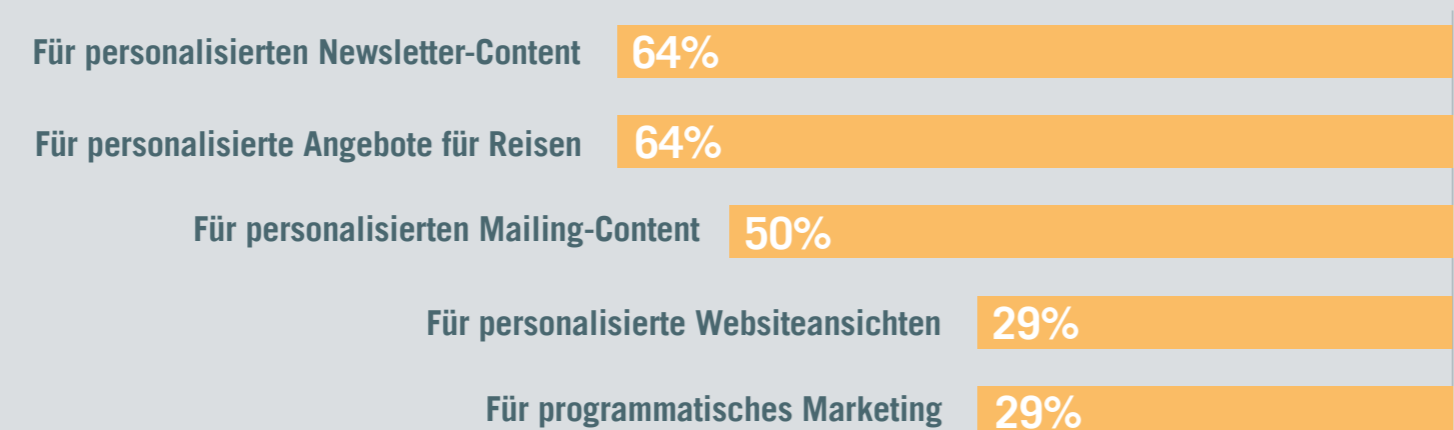 Für personalisierten Newsletter-Content 64%
Für personalisierte Angebote für Reisen 64%
Für personalisierten Mailing-Content 50%
Für personalisierte Websiteansichten 29%
Für programmatisches Marketing 29%